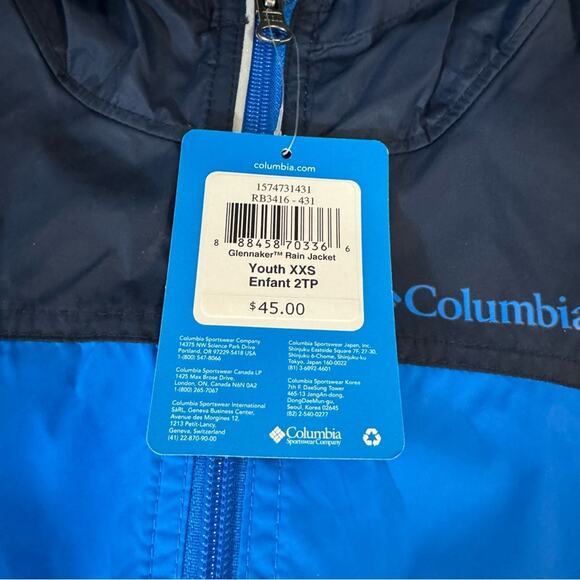 columbia.com
1574731431
RB3416 - 431
8 88458 70336 6
Glennaker™ Rain Jacket
Youth XXS
Enfant 2TP
$45.00
Columbia
Columbia Sportswear Company
14375 NW Science Park Drive
Portland, OR 97229-5418 USA
1-(800) 547-8066
Columbia Sportswear Canada LP
1425 Max Brose Drive.
London, ON, Canada N6N 0A2
1-(800) 265-7067
Columbia Sportswear International
SáRL, Geneva Business Center,
Avenue des Morgines 12,
1213 Petit-Lancy,
Geneva, Switzerland
(41) 22-870-90-00
Columbia Sportswear Japan, Inc.
Shinjuku Eastside Square 7F, 27-30,
Shinjuku 6-Chome, Shinjuku-ku
Tokyo, Japan 160-0022
(81) 3-6892-4601
Columbia Sportswear Korea
7th F. DaeSung Tower
465-13 JangAn-dong,
DongDaeMun-gu,
Seoul, Korea 02645
(82) 2-540-0277
Columbia
Sportswear Company